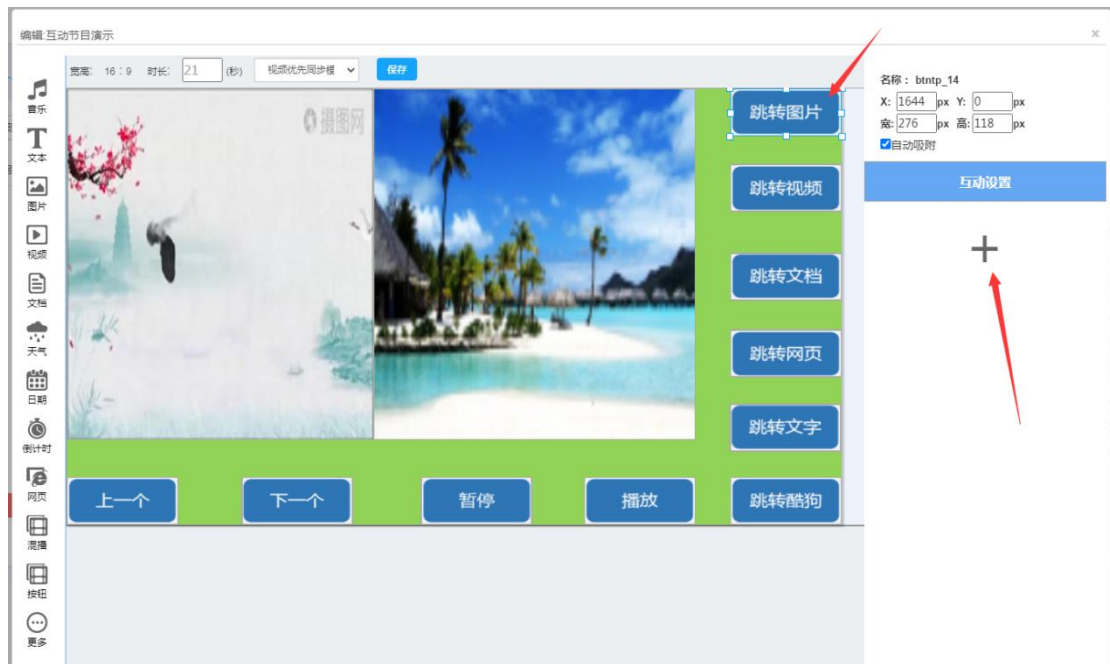 编辑:互动节目演示
×
宽高: 16 : 9 时长: 21 (秒) 视频优先同步模 保存
音乐
文本
图片
视频
文档
天气
日期
倒计时
网页
混播
按钮
更多
摄图网
跳转图片
跳转视频
跳转文档
跳转网页
跳转文字
上一个 下一个 暂停 播放 跳转酷狗
名称： btntp_14
X: 1644 px Y: 0 px
宽: 276 px 高: 118 px
自动吸附
互动设置